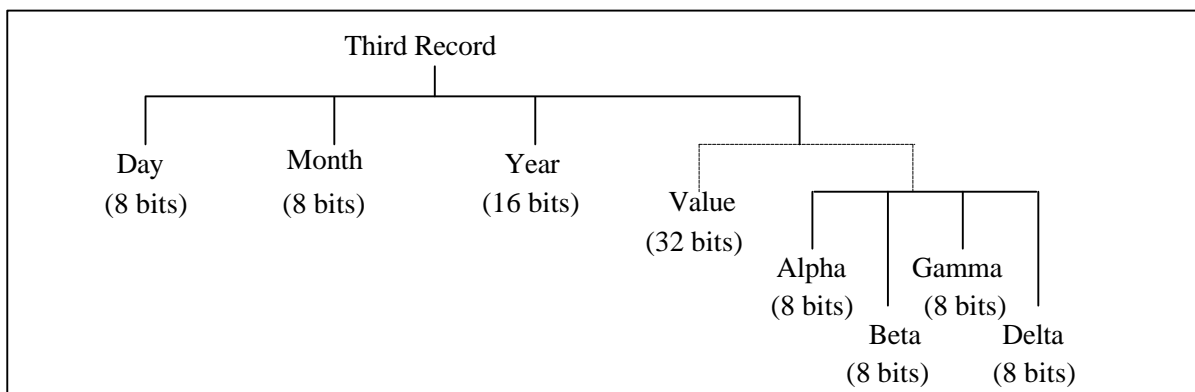 Third Record
Day
(8 bits)
Month
(8 bits)
Year
(16 bits)
Value
(32 bits)
Alpha
(8 bits)
Beta
(8 bits)
Gamma
(8 bits)
Delta
(8 bits)